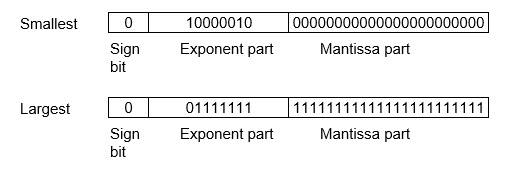 Smallest 0 10000010 00000000000000000000000
Sign bit Exponent part Mantissa part
Largest 0 01111111 11111111111111111111111
Sign bit Exponent part Mantissa part